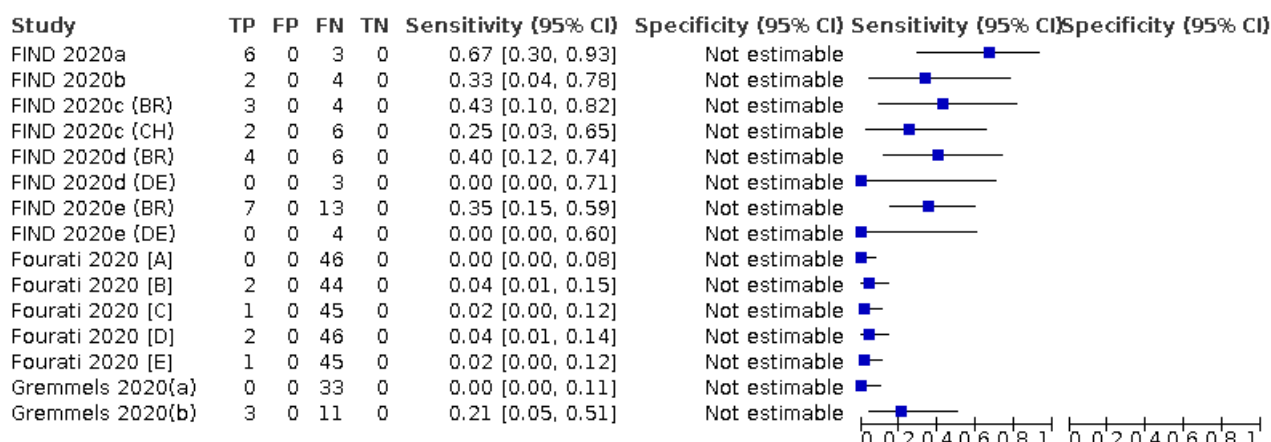 Study TP FP FN TN Sensitivity (95% CI) Specificity (95% CI) Sensitivity (95% CI) Specificity (95% CI)
FIND 2020a 6 0 3 0 0.67 [0.30, 0.93] Not estimable
FIND 2020b 2 0 4 0 0.33 [0.04, 0.78] Not estimable
FIND 2020c (BR) 3 0 4 0 0.43 [0.10, 0.82] Not estimable
FIND 2020c (CH) 2 0 6 0 0.25 [0.03, 0.65] Not estimable
FIND 2020d (BR) 4 0 6 0 0.40 [0.12, 0.74] Not estimable
FIND 2020d (DE) 0 0 3 0 0.00 [0.00, 0.71] Not estimable
FIND 2020e (BR) 7 0 13 0 0.35 [0.15, 0.59] Not estimable
FIND 2020e (DE) 0 0 4 0 0.00 [0.00, 0.60] Not estimable
Fourati 2020 [A] 0 0 46 0 0.00 [0.00, 0.08] Not estimable
Fourati 2020 [B] 2 0 44 0 0.04 [0.01, 0.15] Not estimable
Fourati 2020 [C] 1 0 45 0 0.02 [0.00, 0.12] Not estimable
Fourati 2020 [D] 2 0 46 0 0.04 [0.01, 0.14] Not estimable
Fourati 2020 [E] 1 0 45 0 0.02 [0.00, 0.12] Not estimable
Gremmels 2020(a) 0 0 33 0 0.00 [0.00, 0.11] Not estimable
Gremmels 2020(b) 3 0 11 0 0.21 [0.05, 0.51] Not estimable
0 0.2 0.4 0.6 0.8 1 0 0.2 0.4 0.6 0.8 1